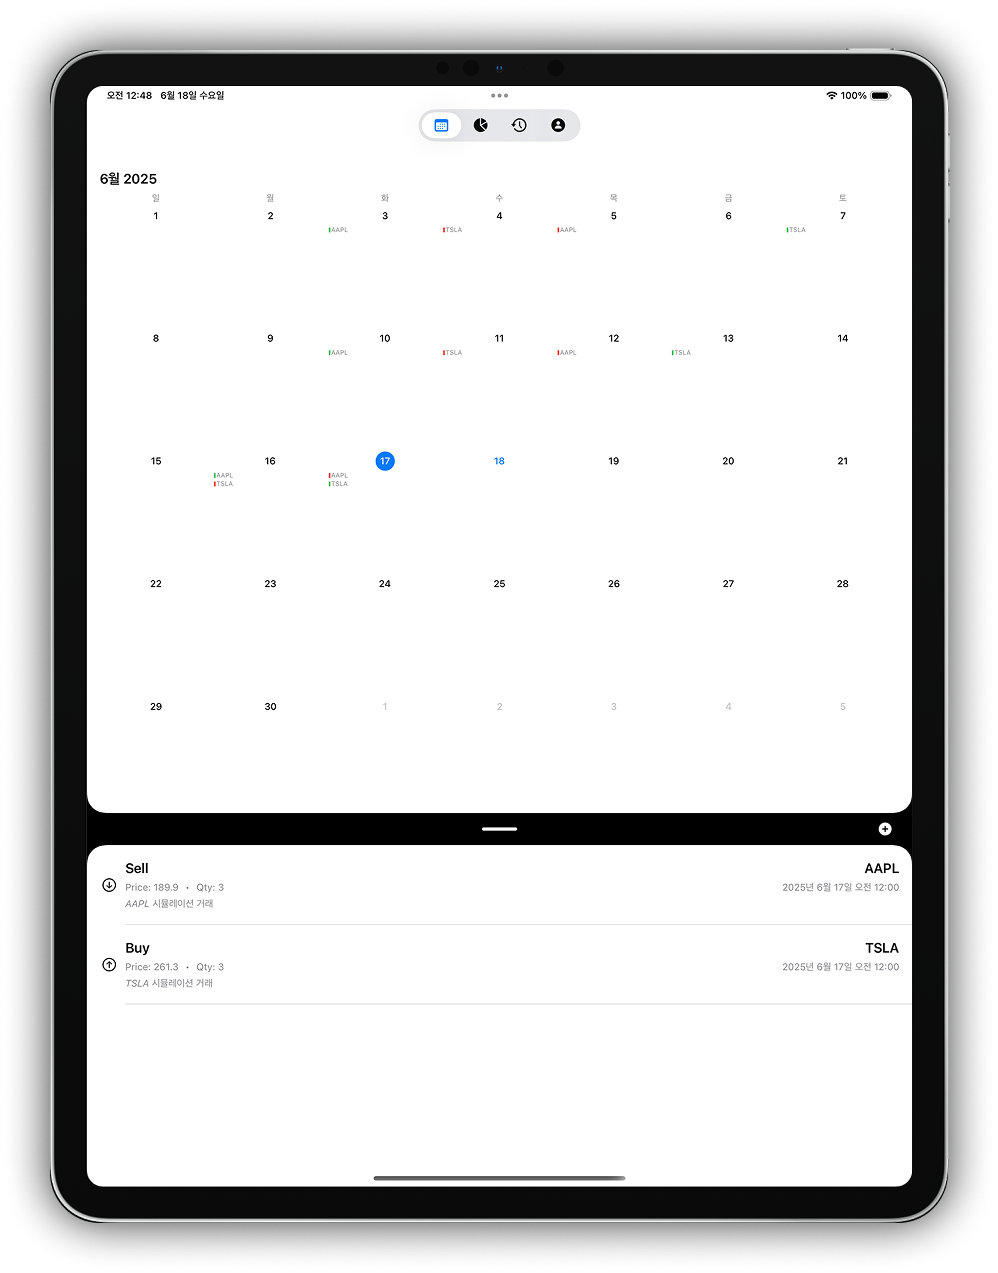 오전 12:48 6월 18일 수요일 100%
6월 2025
일 월 화 수 목 금 토
1 2 3 4 5 6 7
AAPL TSLA AAPL TSLA
8 9 10 11 12 13 14
AAPL TSLA AAPL TSLA
15 16 17 18 19 20 21
AAPL AAPL
TSLA TSLA
22 23 24 25 26 27 28
29 30 1 2 3 4 5
Sell AAPL
Price: 189.9 • Qty: 3 2025년 6월 17일 오전 12:00
AAPL 시뮬레이션 거래
Buy TSLA
Price: 261.3 • Qty: 3 2025년 6월 17일 오전 12:00
TSLA 시뮬레이션 거래